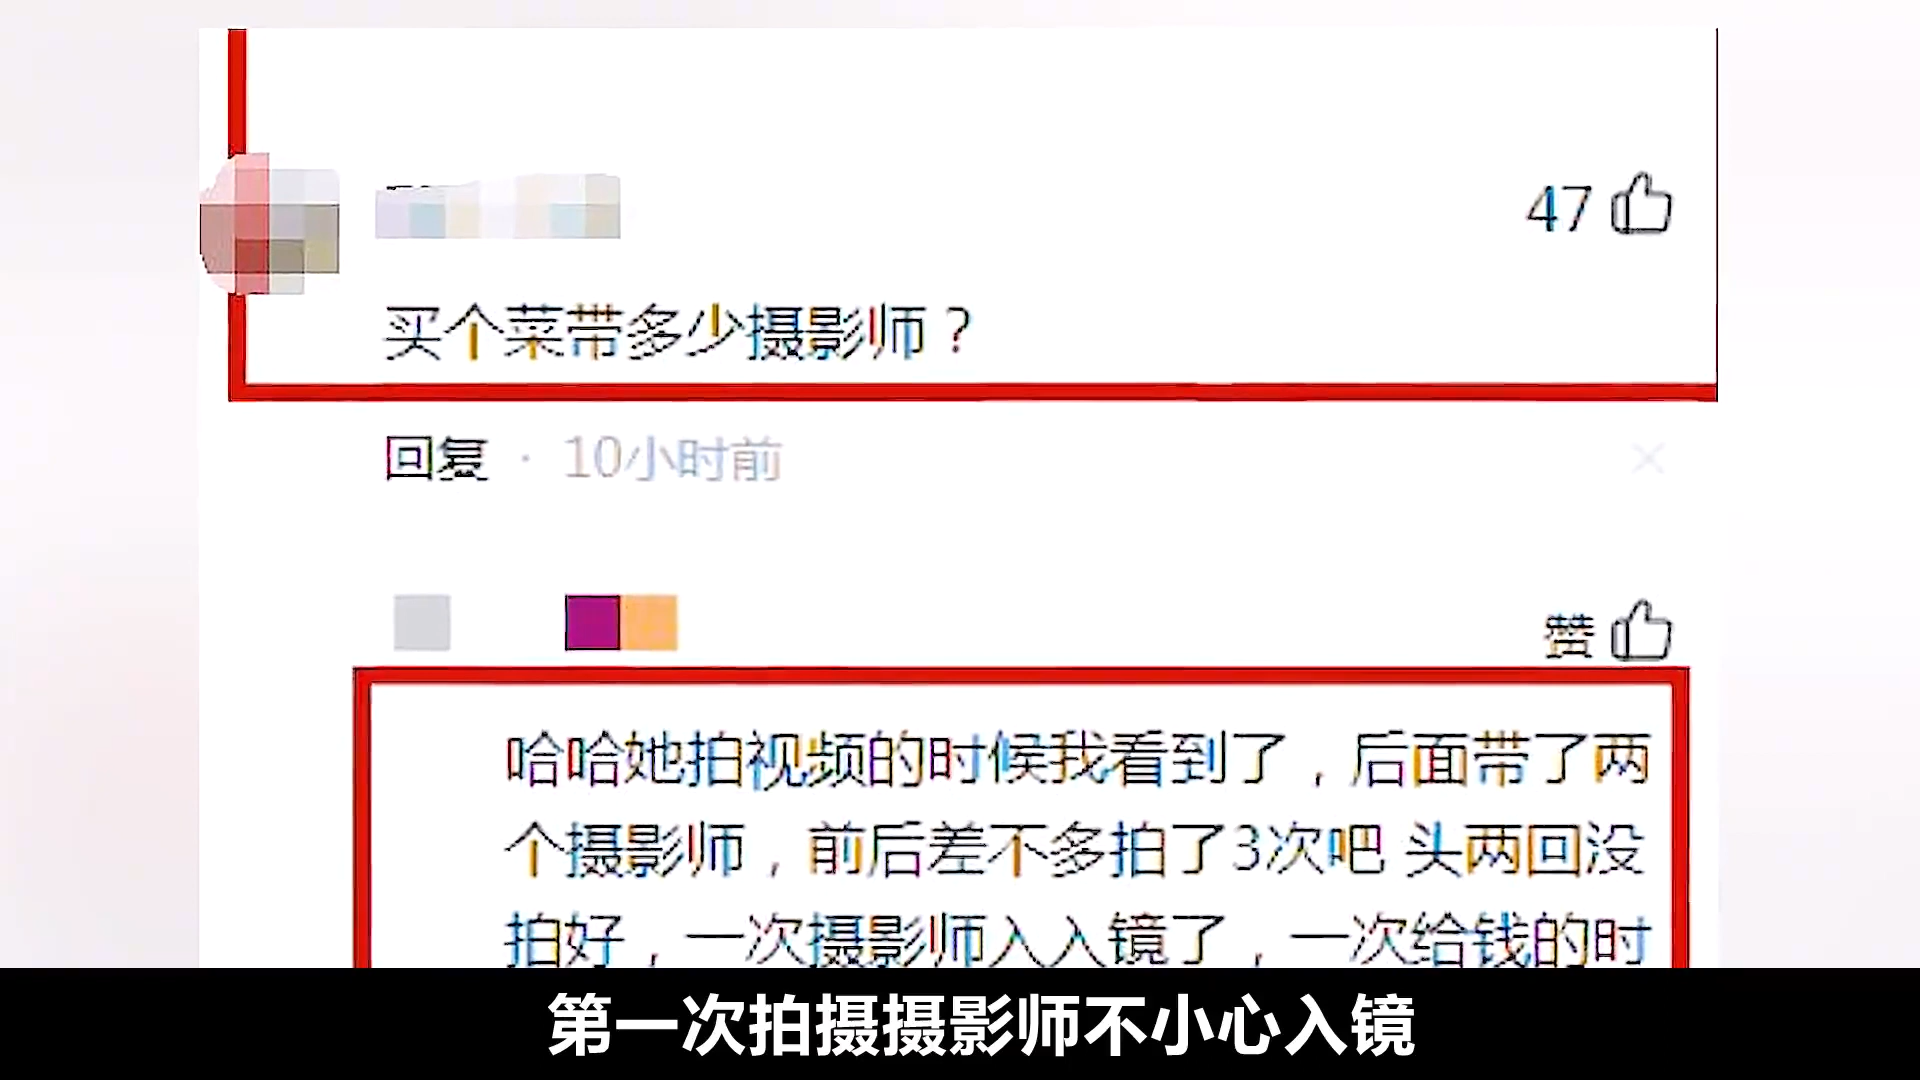 47
买个菜带多少摄影师？
回复 · 10小时前
赞
哈哈她拍视频的时候我看到了，后面带了两
个摄影师，前后差不多拍了3次吧 头两回没
拍好，一次摄影师入入镜了，一次给钱的时
第一次拍摄摄影师不小心入镜